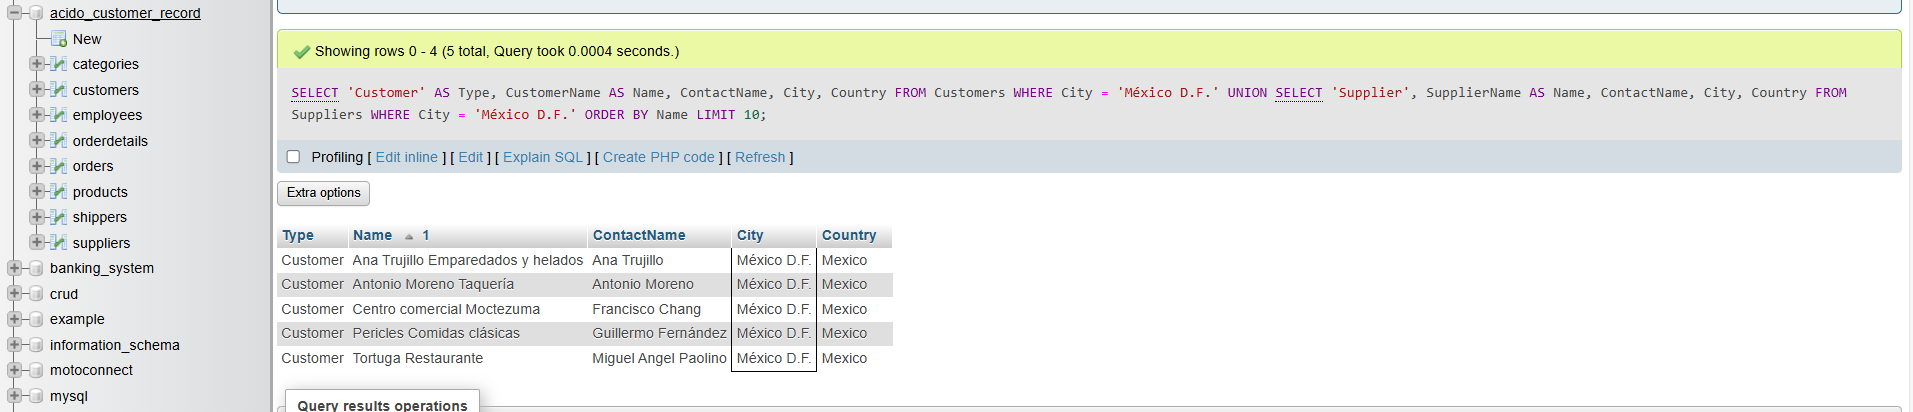 acido_customer_record
New
categories
customers
employees
orderdetails
orders
products
shippers
suppliers
banking_system
crud
example
information_schema
motoconnect
mysql
Showing rows 0 - 4 (5 total, Query took 0.0004 seconds.)
SELECT 'Customer' AS Type, CustomerName AS Name, ContactName, City, Country FROM Customers WHERE City = 'México D.F.' UNION SELECT 'Supplier', SupplierName AS Name, ContactName, City, Country FROM
Suppliers WHERE City = 'México D.F.' ORDER BY Name LIMIT 10;
Profiling [ Edit inline ] [ Edit ] [ Explain SQL ] [ Create PHP code ] [ Refresh ]
Extra options
Type Name 1 ContactName City Country
Customer Ana Trujillo Emparedados y helados Ana Trujillo México D.F. Mexico
Customer Antonio Moreno Taquería Antonio Moreno México D.F. Mexico
Customer Centro comercial Moctezuma Francisco Chang México D.F. Mexico
Customer Pericles Comidas clásicas Guillermo Fernández México D.F. Mexico
Customer Tortuga Restaurante Miguel Angel Paolino México D.F. Mexico
Query results operations